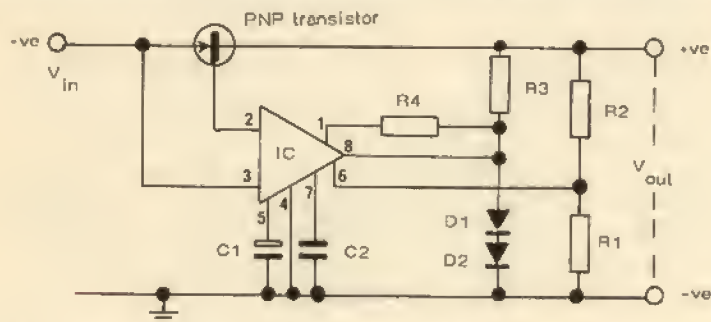 PNP transistor
+ve
+ve
V in
R3
R2
R4
2
1
IC
8
3
6
V out
5
4
7
D1
R1
C1
C2
D2
-ve